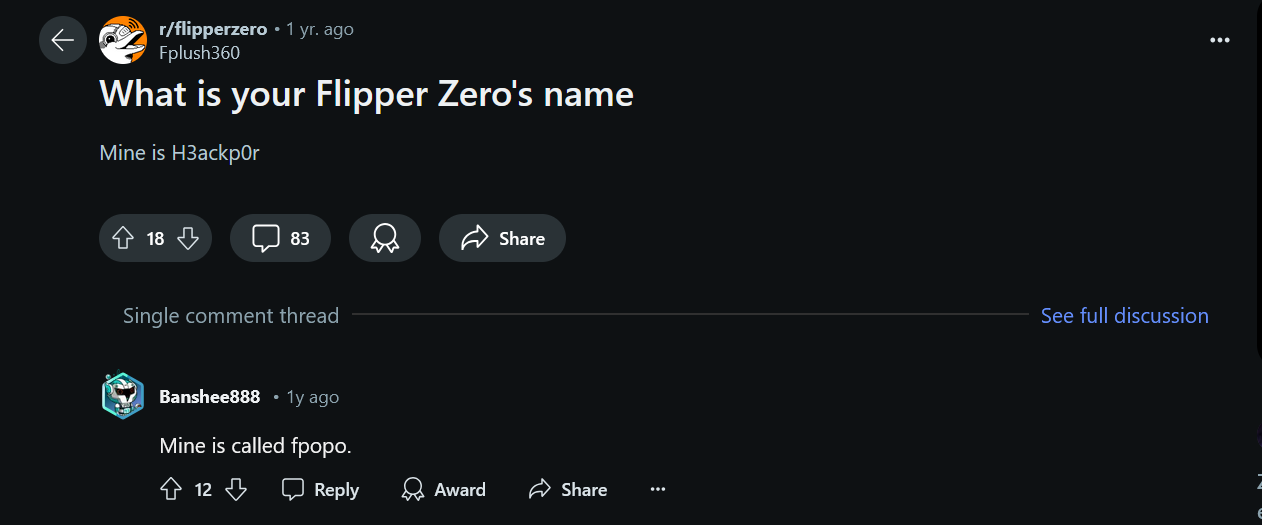 r/flipperzero • 1 yr. ago
Fplush360
What is your Flipper Zero's name
Mine is H3ackp0r
18 83 Share
Single comment thread See full discussion
Banshee888 • 1y ago
Mine is called fpopo.
12 Reply Award Share